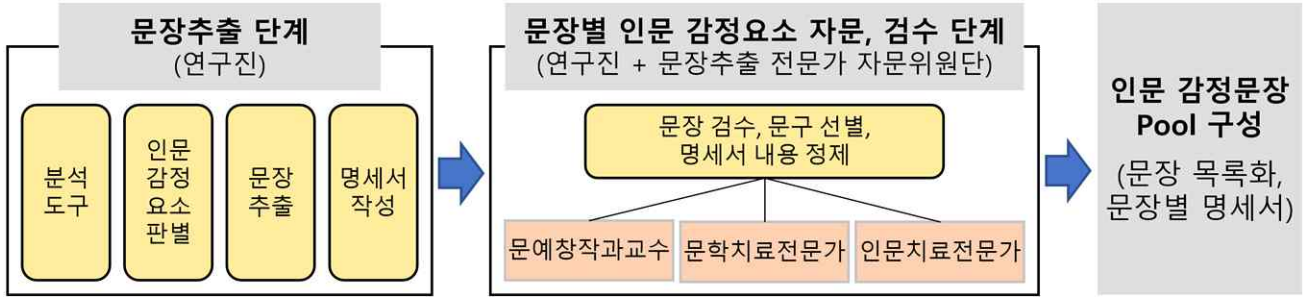 문장추출 단계
(연구진)
분석
도구
인문
감정
요소
판별
문장
추출
명세서
작성
문장별 인문 감정요소 자문, 검수 단계
(연구진 + 문장추출 전문가 자문위원단)
문장 검수, 문구 선별,
명세서 내용 정제
문예창작과교수
문학치료전문가
인문치료전문가
인문 감정문장
Pool 구성
(문장 목록화,
문장별 명세서)